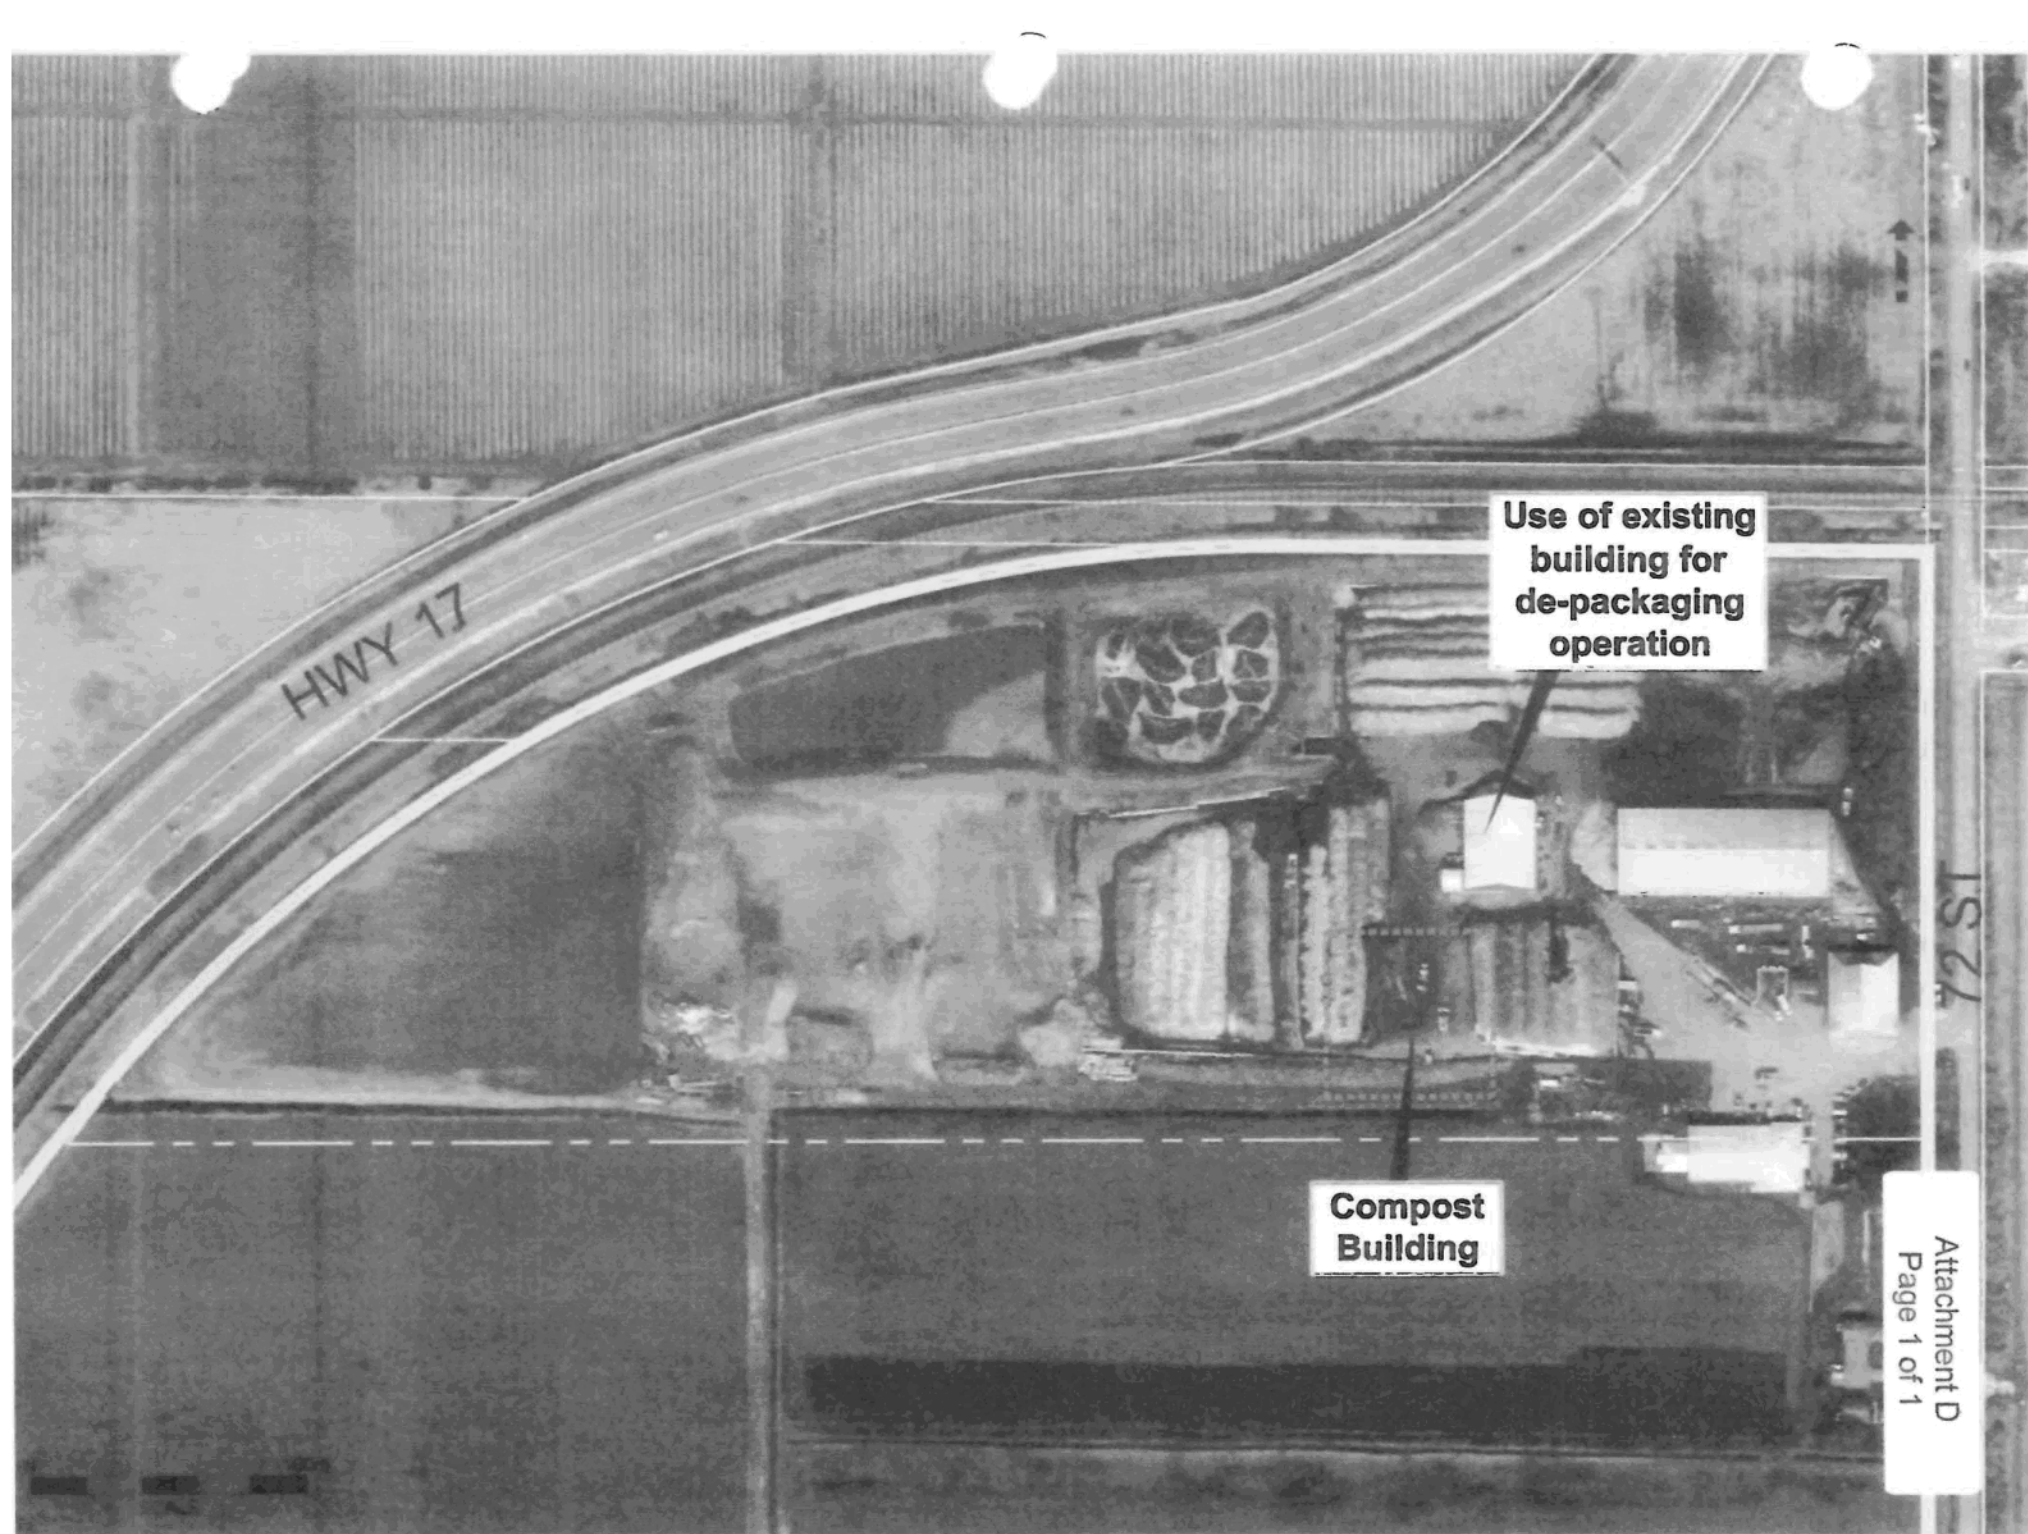 Use of existing
building for
de-packaging
operation
HWY 17
72 ST
Compost
Building
Attachment D
Page 1 of 1